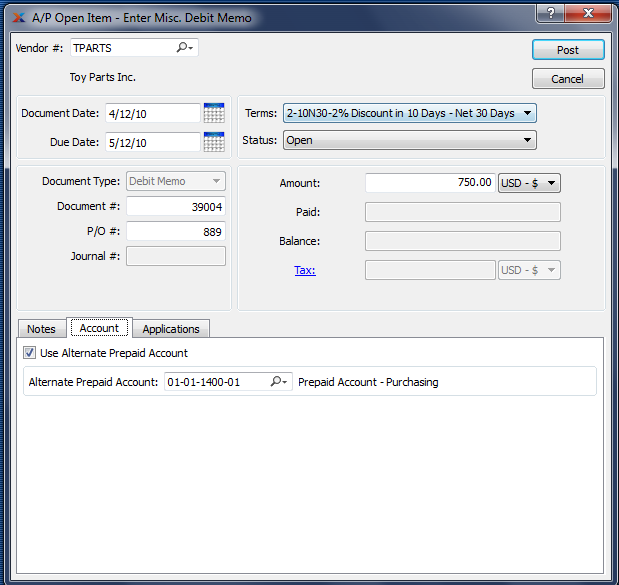 A/P Open Item - Enter Misc. Debit Memo
?
Vendor #: TPARTS
Post
Toy Parts Inc.
Cancel
Document Date: 4/12/10
Terms: 2-10N30-2% Discount in 10 Days - Net 30 Days
Due Date: 5/12/10
Status: Open
Document Type: Debit Memo
Amount: 750.00 USD - $
Document #: 39004
Paid:
P/O #: 889
Balance:
Journal #:
Tax: USD - $
Notes Account Applications
Use Alternate Prepaid Account
Alternate Prepaid Account: 01-01-1400-01 Prepaid Account - Purchasing